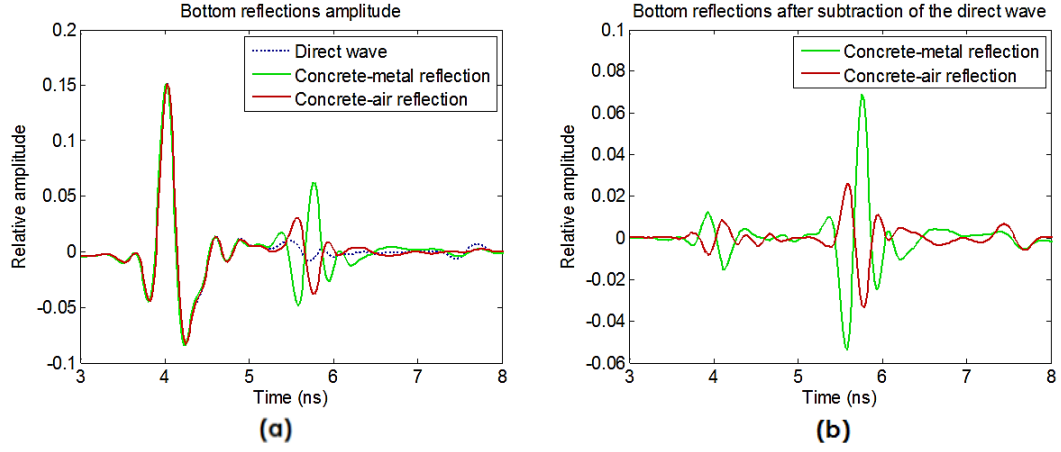 Bottom reflections amplitude
0.2
0.15
0.1
0.05
0
-0.05
-0.1
Relative amplitude
Direct wave
Concrete-metal reflection
Concrete-air reflection
3 4 5 6 7 8
Time (ns)
(a)
Bottom reflections after subtraction of the direct wave
0.1
0.08
0.06
0.04
0.02
0
-0.02
-0.04
-0.06
Relative amplitude
Concrete-metal reflection
Concrete-air reflection
3 4 5 6 7 8
Time (ns)
(b)